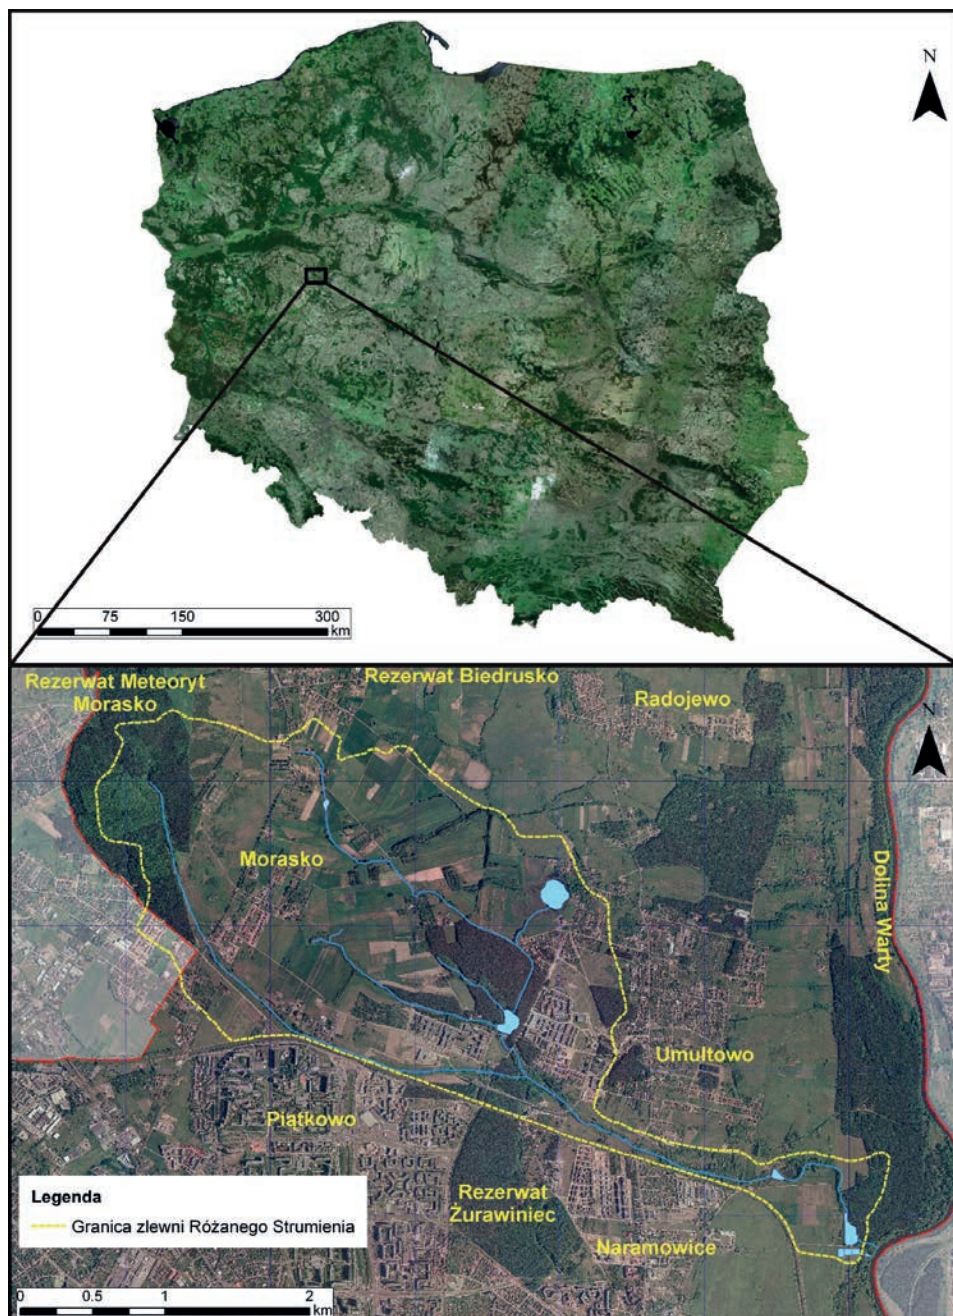 N
0 75 150 300
km
Rezerwat Meteoryt
Morasko
Rezerwat Biedrusko
Radojewo
N
Morasko
Dolina Warty
Umułtowo
Piątkowo
Rezerwat
Żurawiniec
Naramowice
Legenda
Granica zlewni Różanego Strumienia
0 0.5 1 2
km